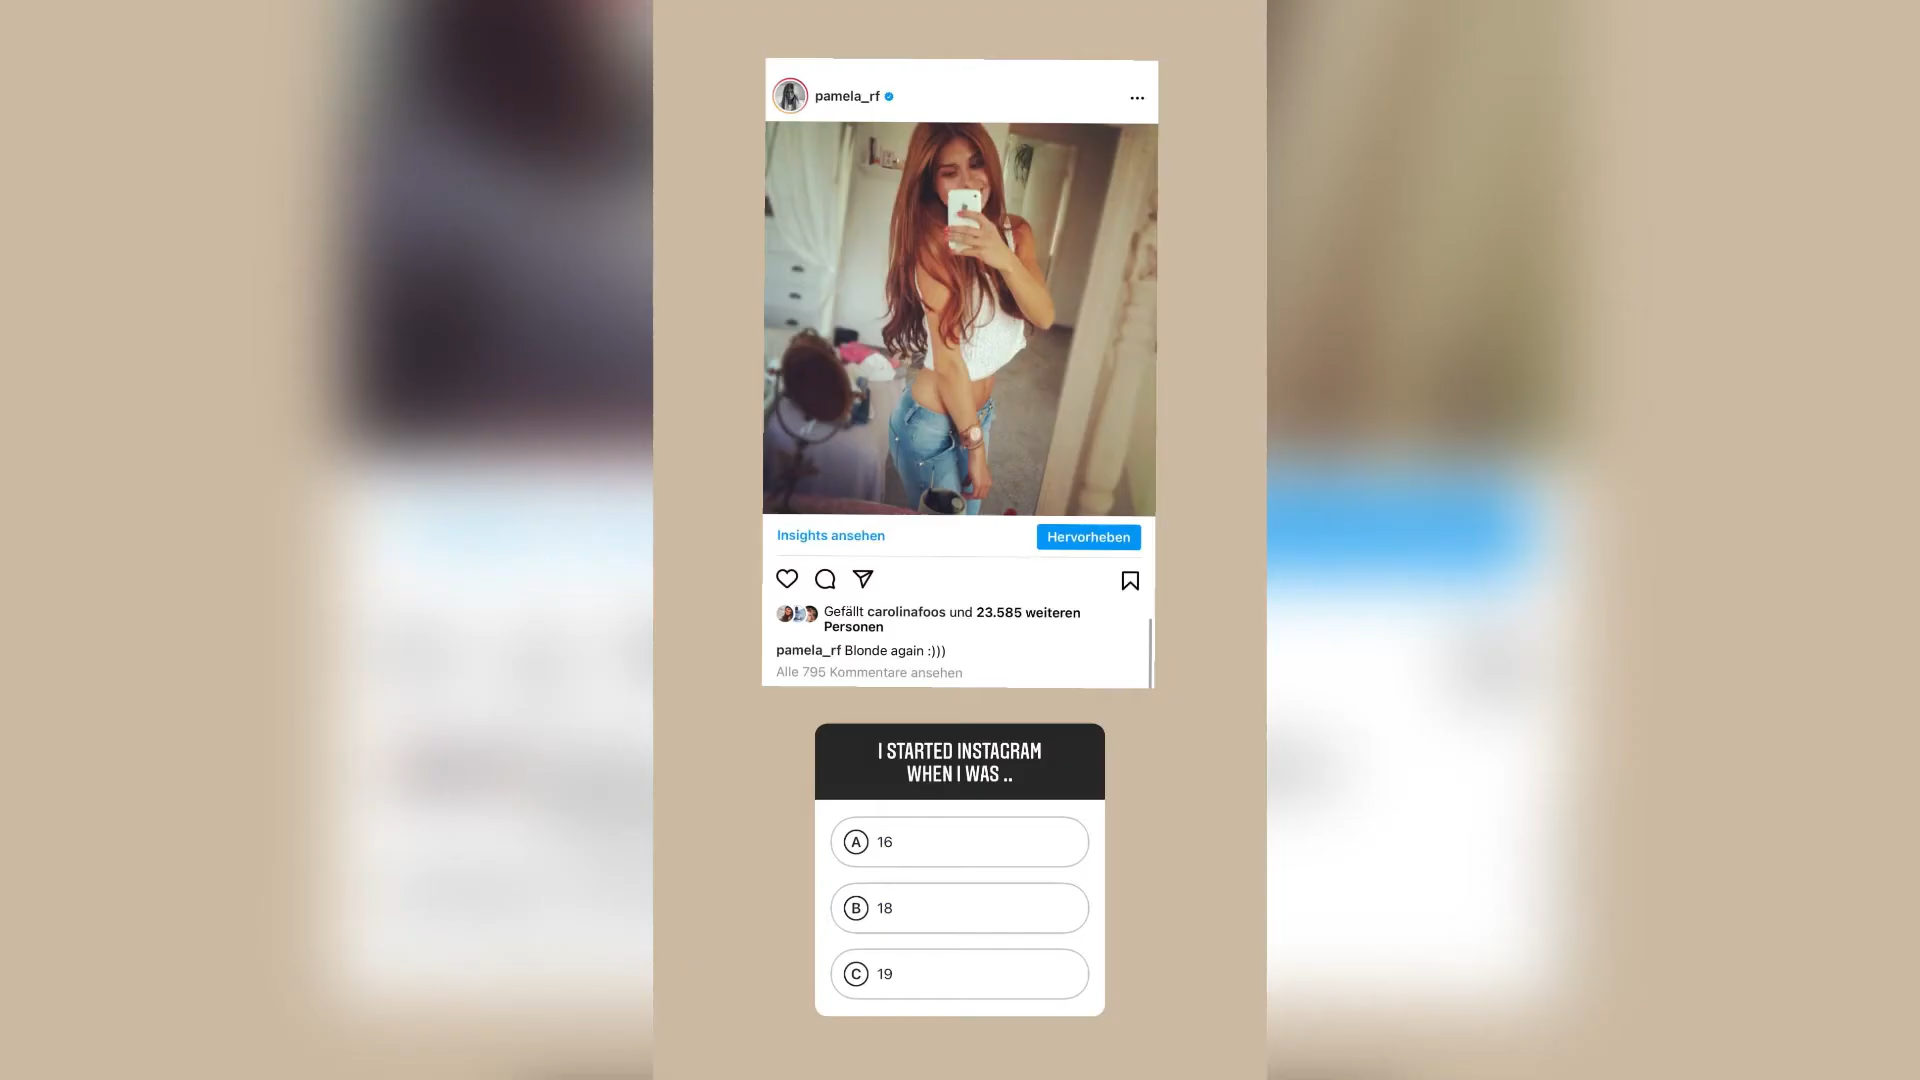 pamela_rf
Insights ansehen
Hervorheben
Gefällt carolinafoos und 23.585 weiteren
Personen
pamela_rf Blonde again :)))
Alle 795 Kommentare ansehen
I STARTED INSTAGRAM
WHEN I WAS ..
A 16
B 18
C 19